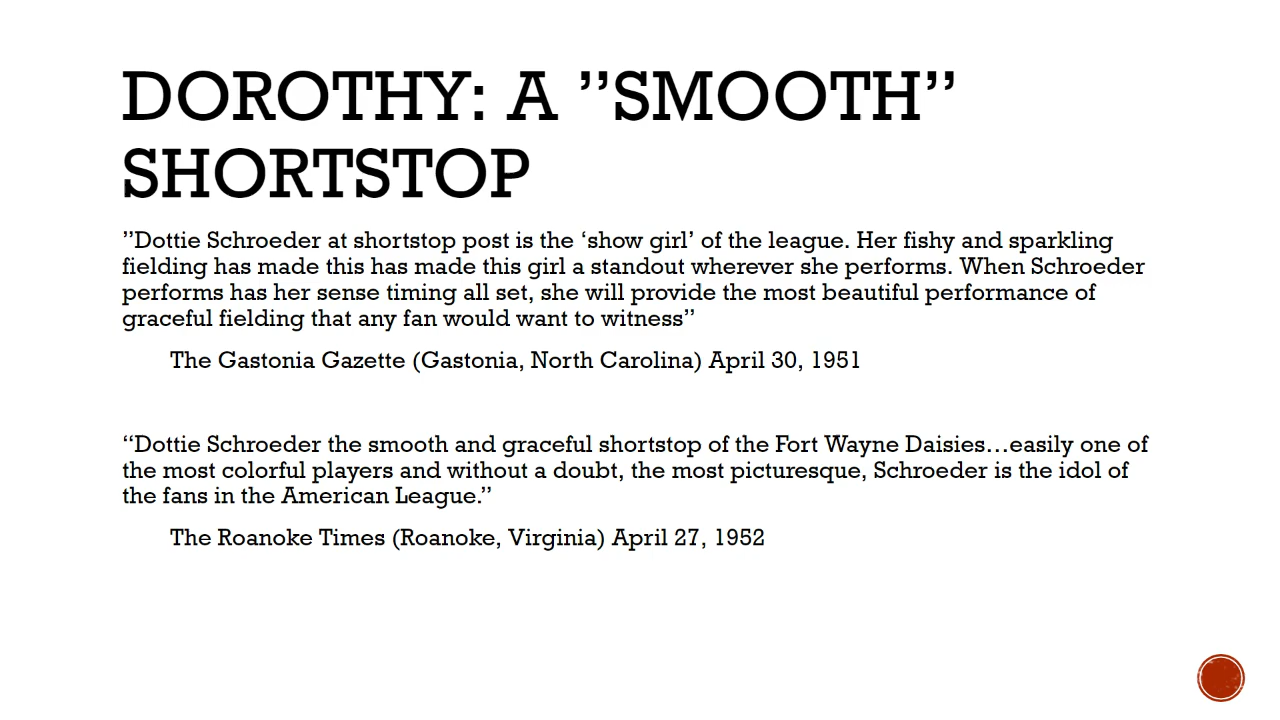 DOROTHY: A ”SMOOTH”
SHORTSTOP
”Dottie Schroeder at shortstop post is the ‘show girl’ of the league. Her fishy and sparkling
fielding has made this has made this girl a standout wherever she performs. When Schroeder
performs has her sense timing all set, she will provide the most beautiful performance of
graceful fielding that any fan would want to witness”
The Gastonia Gazette (Gastonia, North Carolina) April 30, 1951
“Dottie Schroeder the smooth and graceful shortstop of the Fort Wayne Daisies…easily one of
the most colorful players and without a doubt, the most picturesque, Schroeder is the idol of
the fans in the American League.”
The Roanoke Times (Roanoke, Virginia) April 27, 1952